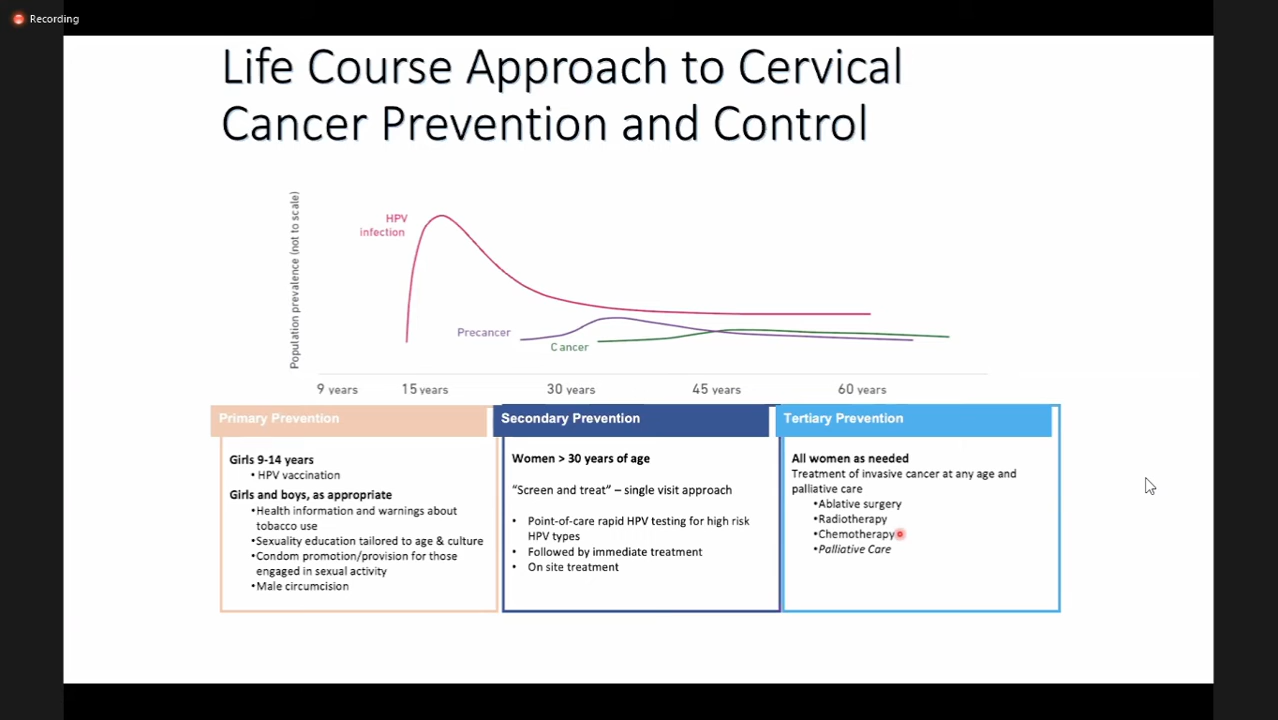 Recording
Life Course Approach to Cervical
Cancer Prevention and Control
Population prevalence (not to scale)
HPV
infection
Precancer
Cancer
9 years 15 years 30 years 45 years 60 years
Primary Prevention
Girls 9-14 years
•HPV vaccination
Girls and boys, as appropriate
•Health information and warnings about
tobacco use
•Sexuality education tailored to age & culture
•Condom promotion/provision for those
engaged in sexual activity
•Male circumcision
Secondary Prevention
Women > 30 years of age
“Screen and treat” – single visit approach
• Point-of-care rapid HPV testing for high risk
HPV types
• Followed by immediate treatment
• On site treatment
Tertiary Prevention
All women as needed
Treatment of invasive cancer at any age and
palliative care
•Ablative surgery
•Radiotherapy
•Chemotherapy
•Palliative Care